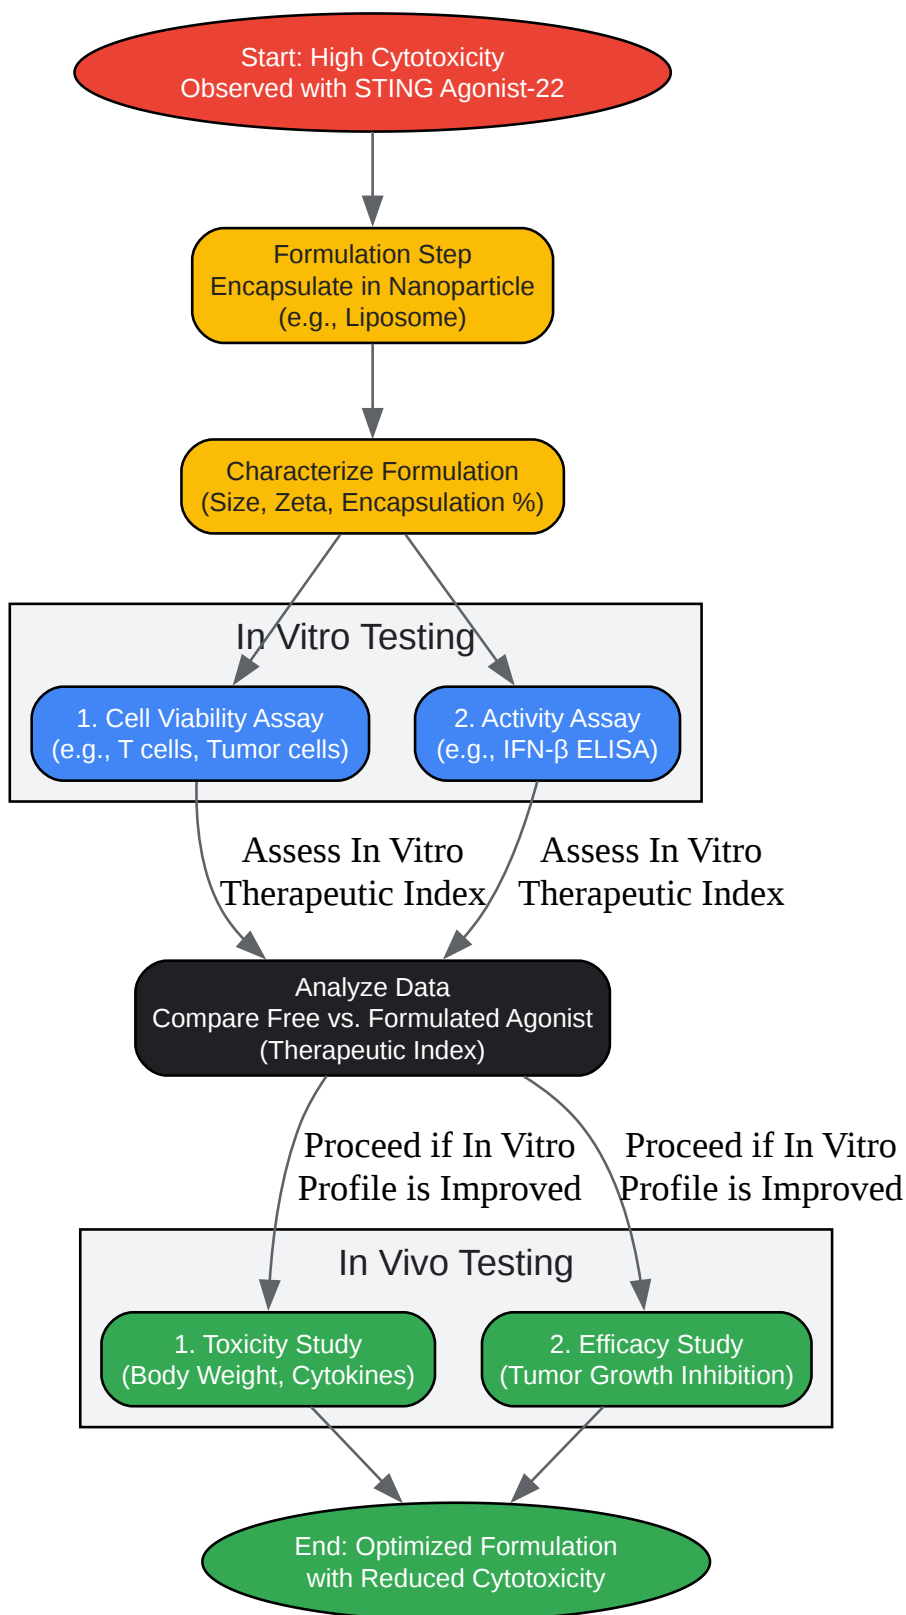 Start: High Cytotoxicity
Observed with STING Agonist-22
Formulation Step
Encapsulate in Nanoparticle
(e.g., Liposome)
Characterize Formulation
(Size, Zeta, Encapsulation %)
In Vitro Testing
1. Cell Viability Assay
(e.g., T cells, Tumor cells)
2. Activity Assay
(e.g., IFN-β ELISA)
Assess In Vitro
Therapeutic Index
Assess In Vitro
Therapeutic Index
Analyze Data
Compare Free vs. Formulated Agonist
(Therapeutic Index)
Proceed if In Vitro
Profile is Improved
Proceed if In Vitro
Profile is Improved
In Vivo Testing
1. Toxicity Study
(Body Weight, Cytokines)
2. Efficacy Study
(Tumor Growth Inhibition)
End: Optimized Formulation
with Reduced Cytotoxicity